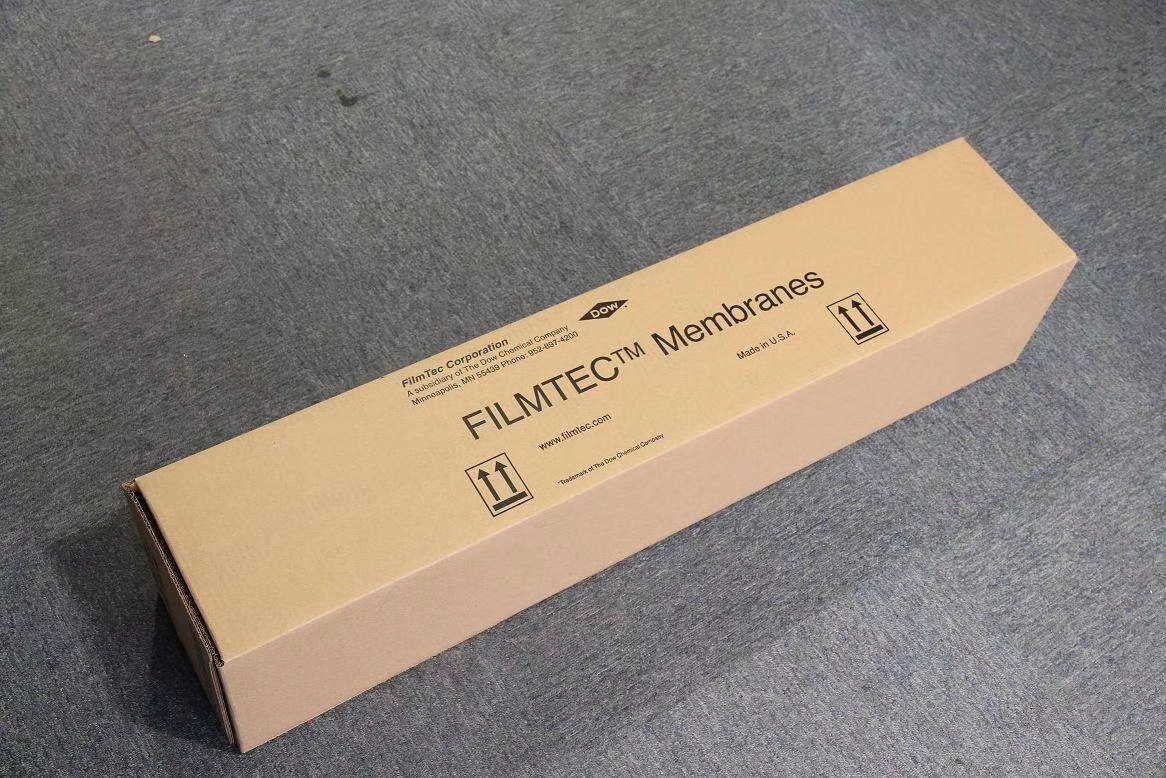 FilmTec Corporation
A subsidiary of The Dow Chemical Company
Minneapolis, MN 55439 Phone: 952-897-4200
DOW
FILMTEC™ Membranes
www.filmtec.com
Made in U.S.A.
*Trademark of The Dow Chemical Company